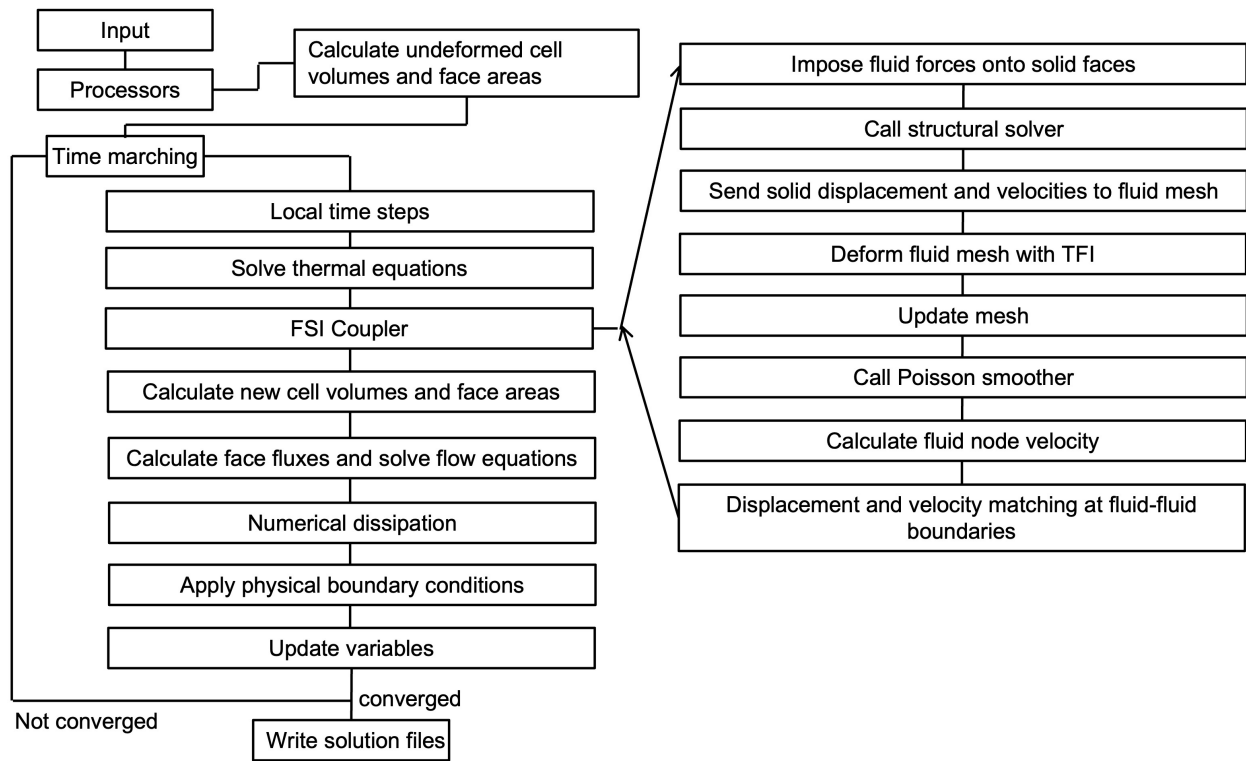 Input
Processors
Calculate undeformed cell
volumes and face areas
Time marching
Local time steps
Solve thermal equations
FSI Coupler
Calculate new cell volumes and face areas
Calculate face fluxes and solve flow equations
Numerical dissipation
Apply physical boundary conditions
Update variables
converged
Not converged
Write solution files
Impose fluid forces onto solid faces
Call structural solver
Send solid displacement and velocities to fluid mesh
Deform fluid mesh with TFI
Update mesh
Call Poisson smoother
Calculate fluid node velocity
Displacement and velocity matching at fluid-fluid
boundaries